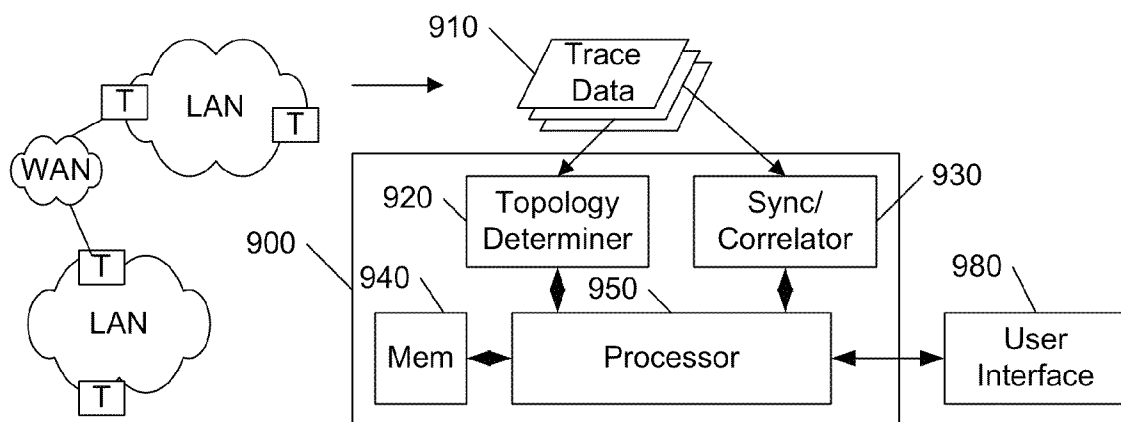 910
Trace
Data
T
LAN
T
WAN
920
Topology
Determiner
Sync/
Correlator
930
900
T
940
950
980
LAN
Mem
Processor
User
Interface
T